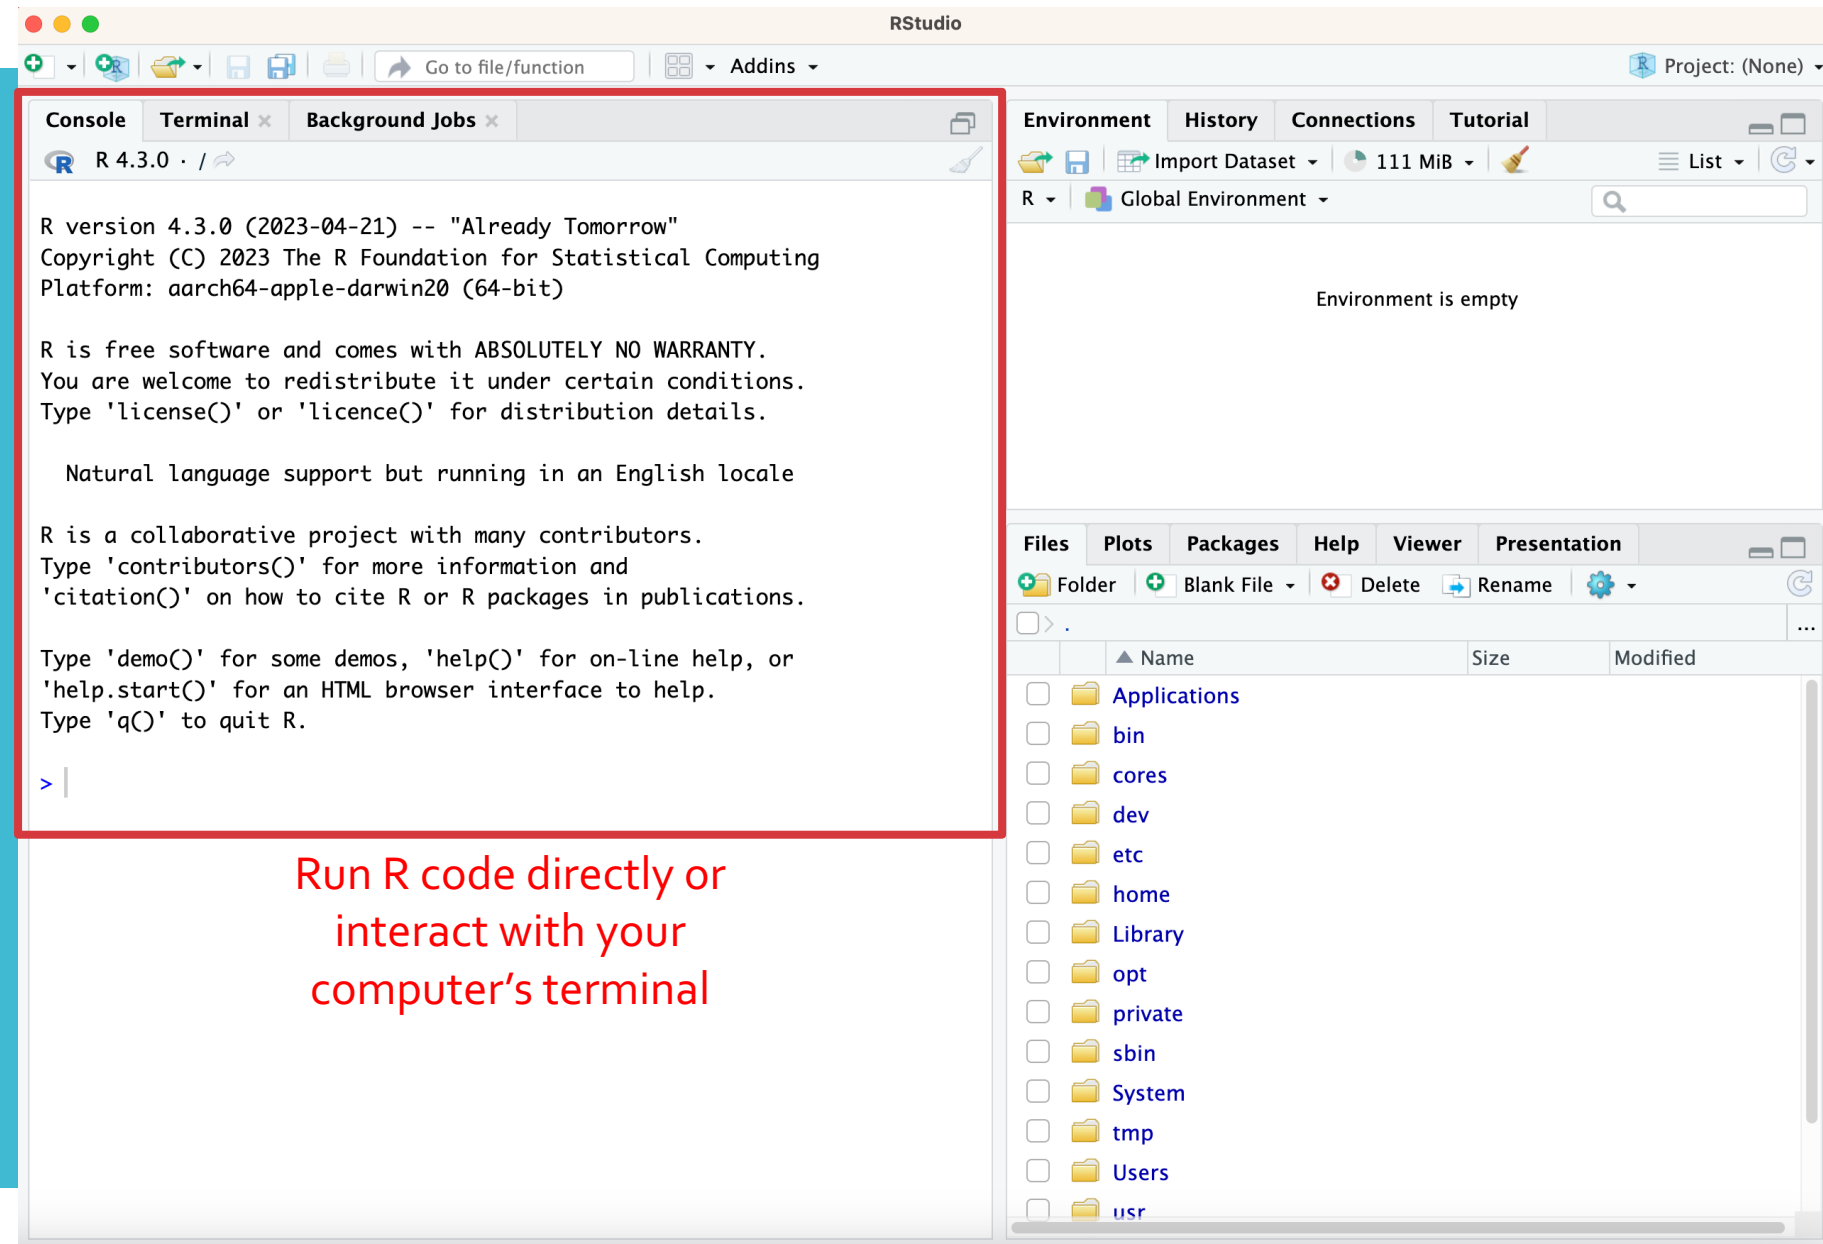 RStudio
Go to file/function
Addins
Project: (None)
Console
Terminal
Background Jobs
R 4.3.0 · /
R version 4.3.0 (2023-04-21) -- "Already Tomorrow"
Copyright (C) 2023 The R Foundation for Statistical Computing
Platform: aarch64-apple-darwin20 (64-bit)
R is free software and comes with ABSOLUTELY NO WARRANTY.
You are welcome to redistribute it under certain conditions.
Type 'license()' or 'licence()' for distribution details.
Natural language support but running in an English locale
R is a collaborative project with many contributors.
Type 'contributors()' for more information and
'citation()' on how to cite R or R packages in publications.
Type 'demo()' for some demos, 'help()' for on-line help, or
'help.start()' for an HTML browser interface to help.
Type 'q()' to quit R.
>
Run R code directly or
interact with your
computer’s terminal
Environment
History
Connections
Tutorial
Import Dataset
111 MiB
List
R
Global Environment
Environment is empty
Files
Plots
Packages
Help
Viewer
Presentation
Folder
Blank File
Delete
Rename
.
...
Name
Size
Modified
Applications
bin
cores
dev
etc
home
Library
opt
private
sbin
System
tmp
Users
usr